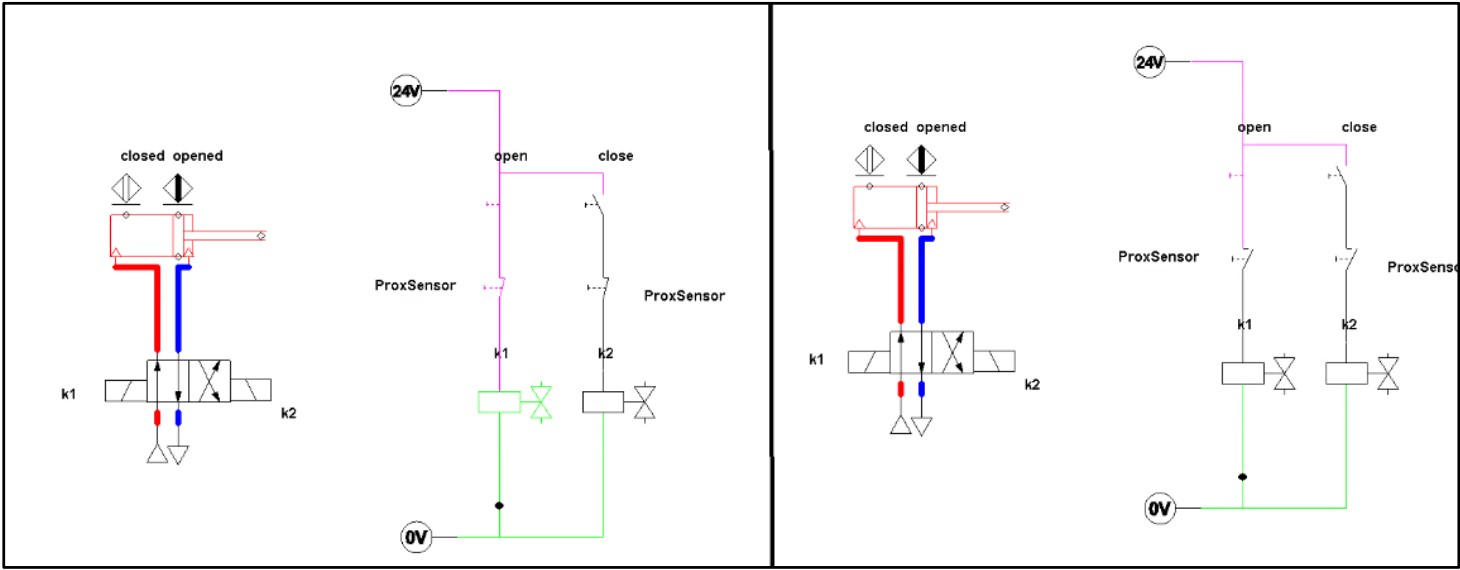 24V
closed opened
open
close
ProxSensor
ProxSensor
k1
k2
k1
k2
0V
24V
closed opened
open
close
ProxSensor
ProxSenso
k1
k2
k1
k2
0V